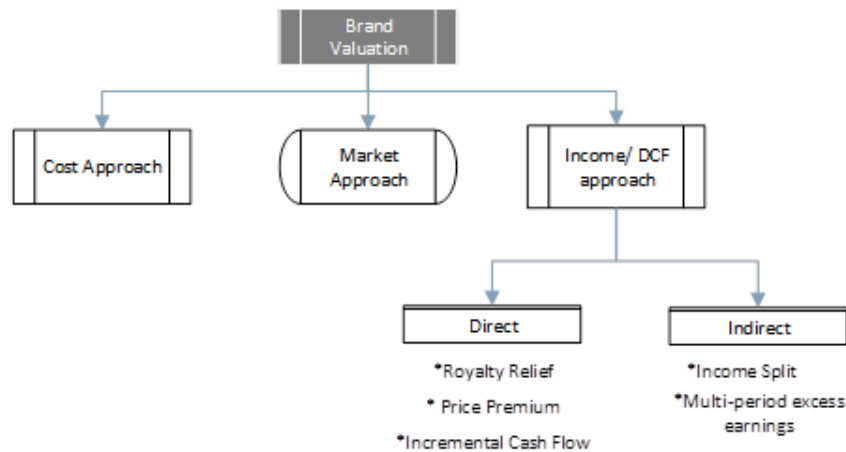 Brand
Valuation
Cost Approach
Market
Approach
Income/ DCF
approach
Direct
Indirect
*Royalty Relief
* Price Premium
*Incremental Cash Flow
*Income Split
*Multi-period excess
earnings